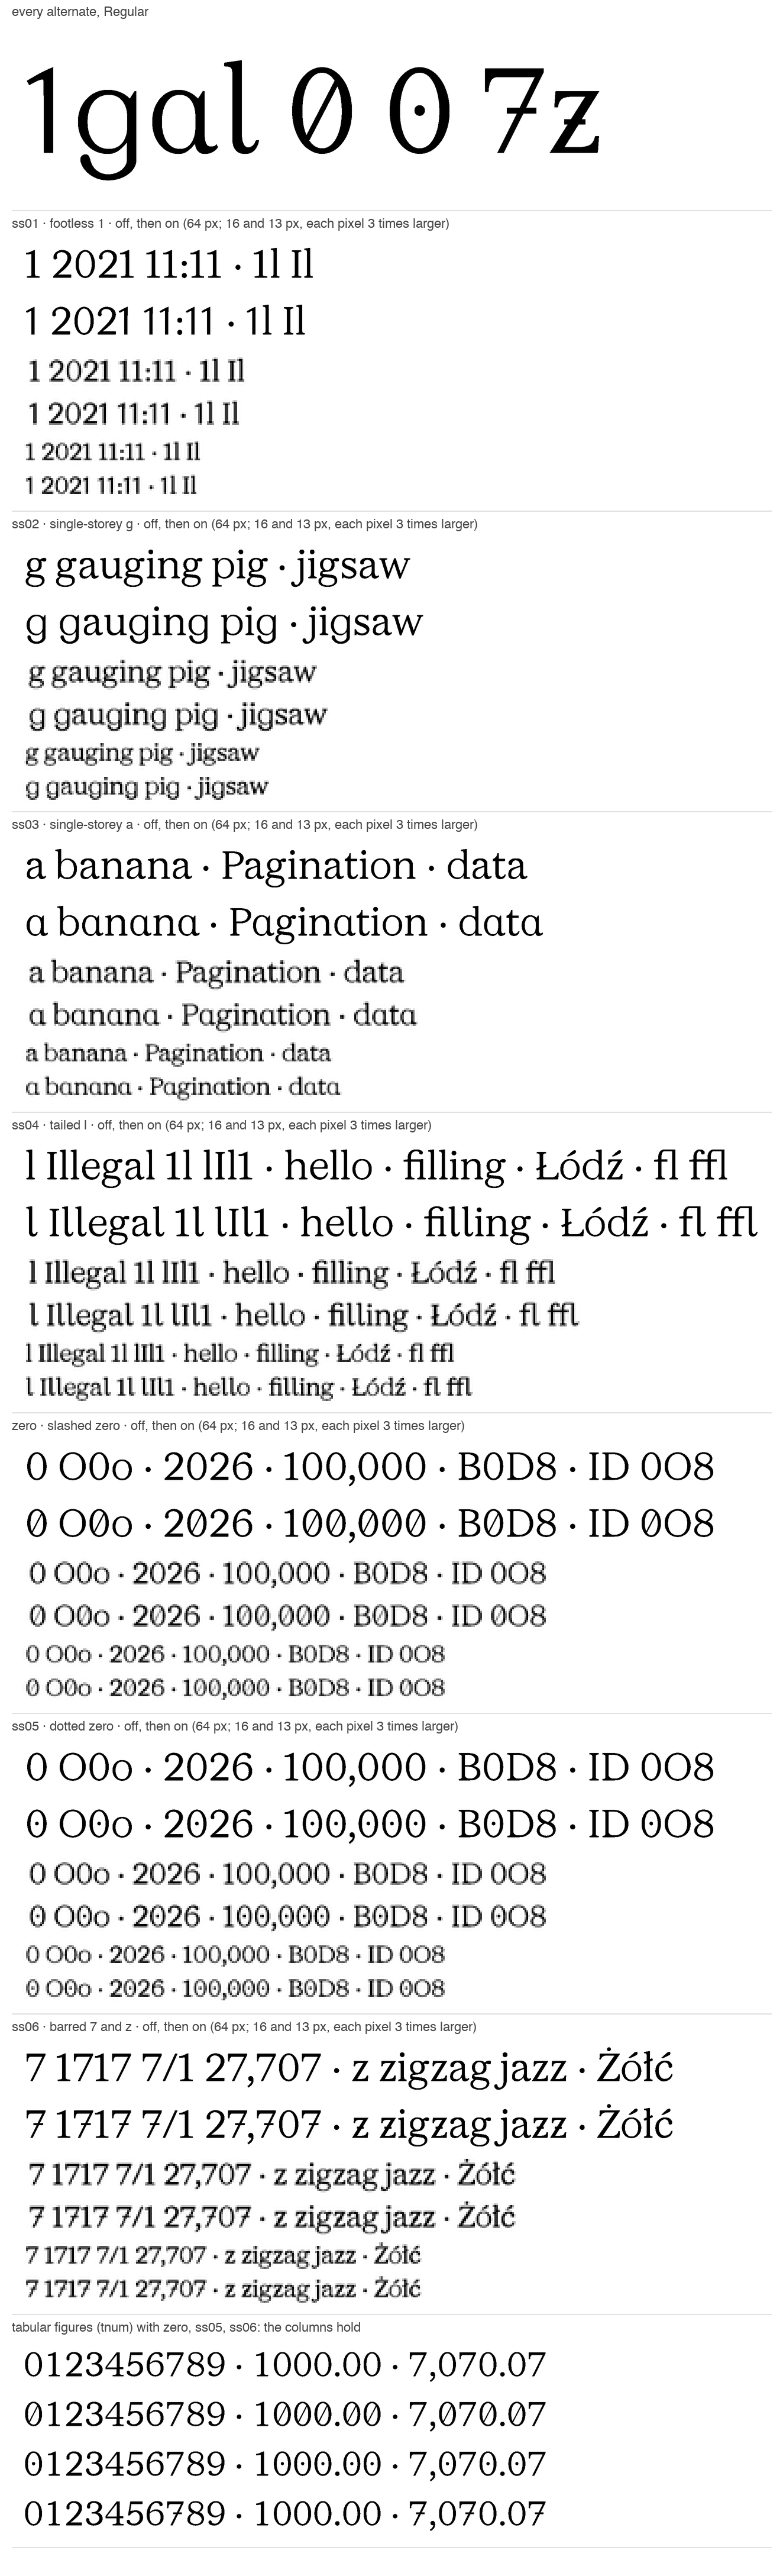 every alternate, Regular
1gal 0 0 7z
ss01 · footless 1 · off, then on (64 px; 16 and 13 px, each pixel 3 times larger)
1 2021 11:11 · 1l Il
1 2021 11:11 · 1l Il
1 2021 11:11 · 1l Il
1 2021 11:11 · 1l Il
1 2021 11:11 · 1l Il
1 2021 11:11 · 1l Il
ss02 · single-storey g · off, then on (64 px; 16 and 13 px, each pixel 3 times larger)
g gauging pig · jigsaw
g gauging pig · jigsaw
g gauging pig · jigsaw
g gauging pig · jigsaw
g gauging pig · jigsaw
g gauging pig · jigsaw
ss03 · single-storey a · off, then on (64 px; 16 and 13 px, each pixel 3 times larger)
a banana · Pagination · data
a banana · Pagination · data
a banana · Pagination · data
a banana · Pagination · data
a banana · Pagination · data
a banana · Pagination · data
ss04 · tailed l · off, then on (64 px; 16 and 13 px, each pixel 3 times larger)
l Illegal 1l lIl1 · hello · filling · Łódź · fl ffl
l Illegal 1l lIl1 · hello · filling · Łódź · fl ffl
l Illegal 1l lIl1 · hello · filling · Łódź · fl ffl
l Illegal 1l lIl1 · hello · filling · Łódź · fl ffl
l Illegal 1l lIl1 · hello · filling · Łódź · fl ffl
l Illegal 1l lIl1 · hello · filling · Łódź · fl ffl
zero · slashed zero · off, then on (64 px; 16 and 13 px, each pixel 3 times larger)
0 O0o · 2026 · 100,000 · B0D8 · ID 0O8
0 O0o · 2026 · 100,000 · B0D8 · ID 0O8
0 O0o · 2026 · 100,000 · B0D8 · ID 0O8
0 O0o · 2026 · 100,000 · B0D8 · ID 0O8
0 O0o · 2026 · 100,000 · B0D8 · ID 0O8
0 O0o · 2026 · 100,000 · B0D8 · ID 0O8
ss05 · dotted zero · off, then on (64 px; 16 and 13 px, each pixel 3 times larger)
0 O0o · 2026 · 100,000 · B0D8 · ID 0O8
0 O0o · 2026 · 100,000 · B0D8 · ID 0O8
0 O0o · 2026 · 100,000 · B0D8 · ID 0O8
0 O0o · 2026 · 100,000 · B0D8 · ID 0O8
0 O0o · 2026 · 100,000 · B0D8 · ID 0O8
0 O0o · 2026 · 100,000 · B0D8 · ID 0O8
ss06 · barred 7 and z · off, then on (64 px; 16 and 13 px, each pixel 3 times larger)
7 1717 7/1 27,707 · z zigzag jazz · Żółć
7 1717 7/1 27,707 · z zigzag jazz · Żółć
7 1717 7/1 27,707 · z zigzag jazz · Żółć
7 1717 7/1 27,707 · z zigzag jazz · Żółć
7 1717 7/1 27,707 · z zigzag jazz · Żółć
7 1717 7/1 27,707 · z zigzag jazz · Żółć
tabular figures (tnum) with zero, ss05, ss06: the columns hold
0123456789 · 1000.00 · 7,070.07
0123456789 · 1000.00 · 7,070.07
0123456789 · 1000.00 · 7,070.07
0123456789 · 1000.00 · 7,070.07